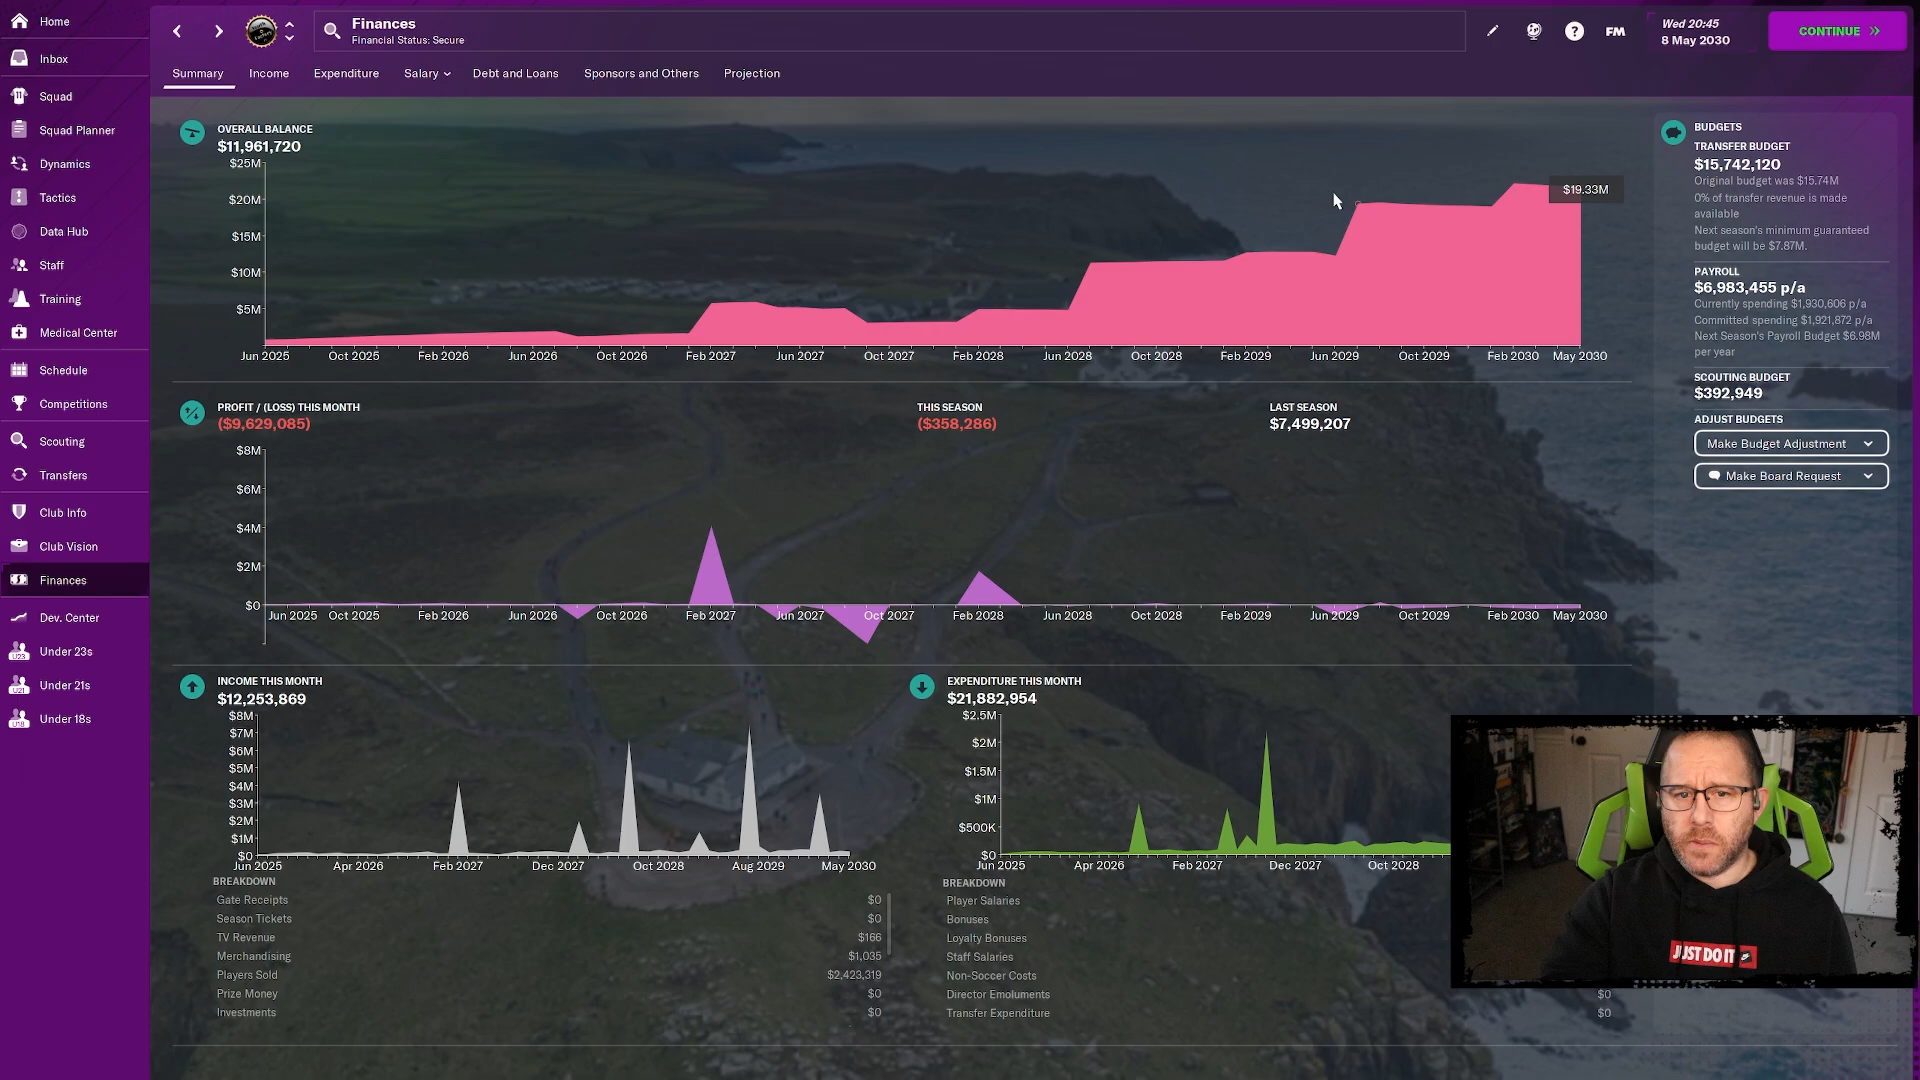 Home
Inbox
Squad
Squad Planner
Dynamics
Tactics
Data Hub
Staff
Training
Medical Center
Schedule
Competitions
Scouting
Transfers
Club Info
Club Vision
Finances
Dev. Center
Under 23s
Under 21s
Under 18s
Finances
Financial Status: Secure
FM
Wed 20:45
8 May 2030
CONTINUE
Summary Income Expenditure Salary Debt and Loans Sponsors and Others Projection
OVERALL BALANCE
$11,961,720
$25M
$20M
$15M
$10M
$5M
$19.33M
Jun 2025 Oct 2025 Feb 2026 Jun 2026 Oct 2026 Feb 2027 Jun 2027 Oct 2027 Feb 2028 Jun 2028 Oct 2028 Feb 2029 Jun 2029 Oct 2029 Feb 2030 May 2030
PROFIT / (LOSS) THIS MONTH
($9,629,085)
THIS SEASON
($358,286)
LAST SEASON
$7,499,207
$8M
$6M
$4M
$2M
$0
Jun 2025 Oct 2025 Feb 2026 Jun 2026 Oct 2026 Feb 2027 Jun 2027 Oct 2027 Feb 2028 Jun 2028 Oct 2028 Feb 2029 Jun 2029 Oct 2029 Feb 2030 May 2030
INCOME THIS MONTH
$12,253,869
$8M
$7M
$6M
$5M
$4M
$3M
$2M
$1M
$0
Jun 2025 Apr 2026 Feb 2027 Dec 2027 Oct 2028 Aug 2029 May 2030
BREAKDOWN
Gate Receipts $0
Season Tickets $0
TV Revenue $166
Merchandising $1,035
Players Sold $2,423,319
Prize Money $0
Investments $0
EXPENDITURE THIS MONTH
$21,882,954
$2.5M
$2M
$1.5M
$1M
$500K
$0
Jun 2025 Apr 2026 Feb 2027 Dec 2027 Oct 2028
BREAKDOWN
Player Salaries
Bonuses
Loyalty Bonuses
Staff Salaries
Non-Soccer Costs
Director Emoluments $0
Transfer Expenditure $0
BUDGETS
TRANSFER BUDGET
$15,742,120
Original budget was $15.74M
0% of transfer revenue is made
available
Next season's minimum guaranteed
budget will be $7.87M.
PAYROLL
$6,983,455 p/a
Currently spending $1,930,606 p/a
Committed spending $1,921,872 p/a
Next Season's Payroll Budget $6.98M
per year
SCOUTING BUDGET
$392,949
ADJUST BUDGETS
Make Budget Adjustment
Make Board Request
JUST DO IT